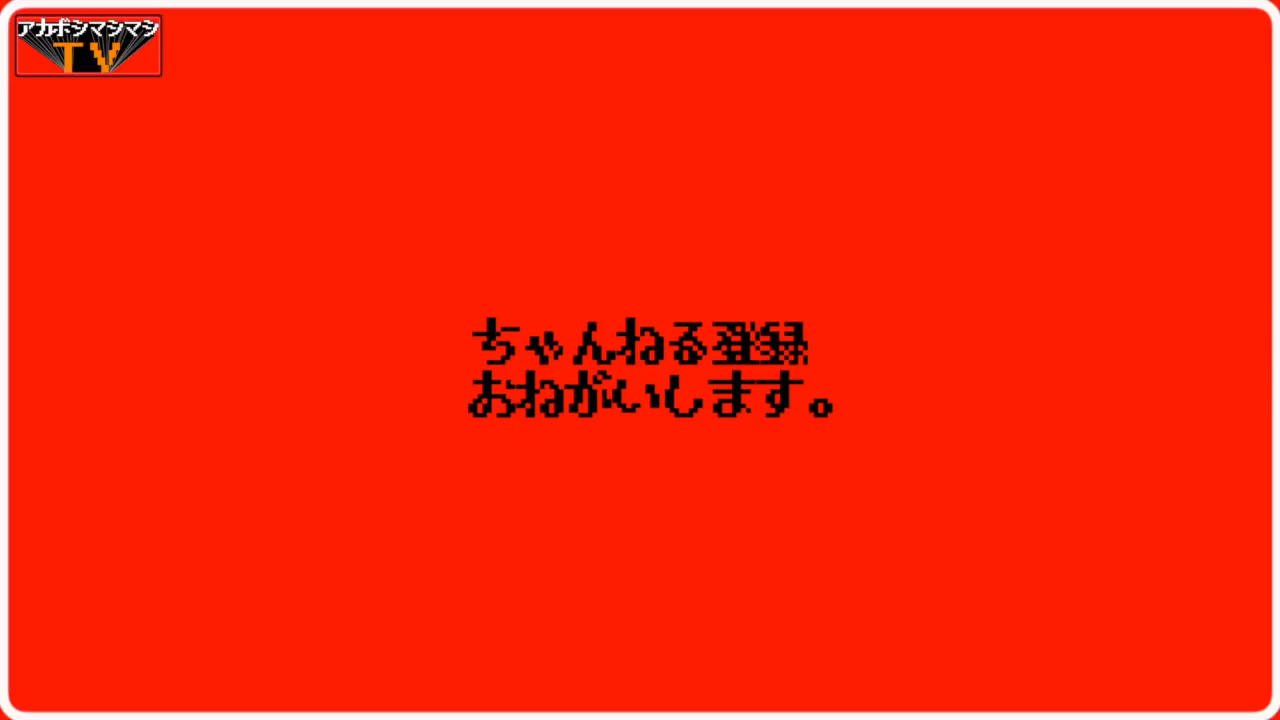 アカボシマシマシ
TV
ちゃんねる登録
おねがいします。